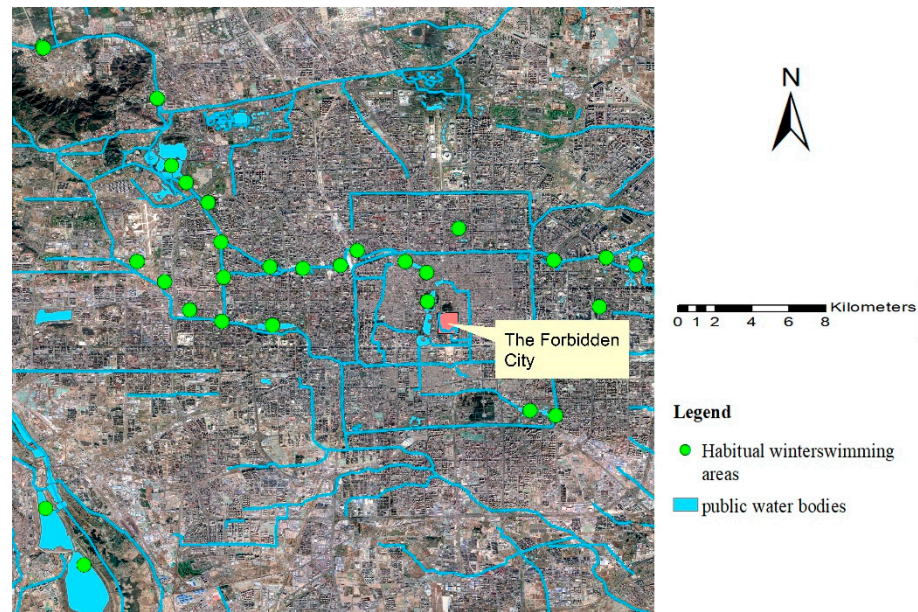 N
Kilometers
0 1 2 4 6 8
The Forbidden
City
Legend
Habitual winterswimming
areas
public water bodies